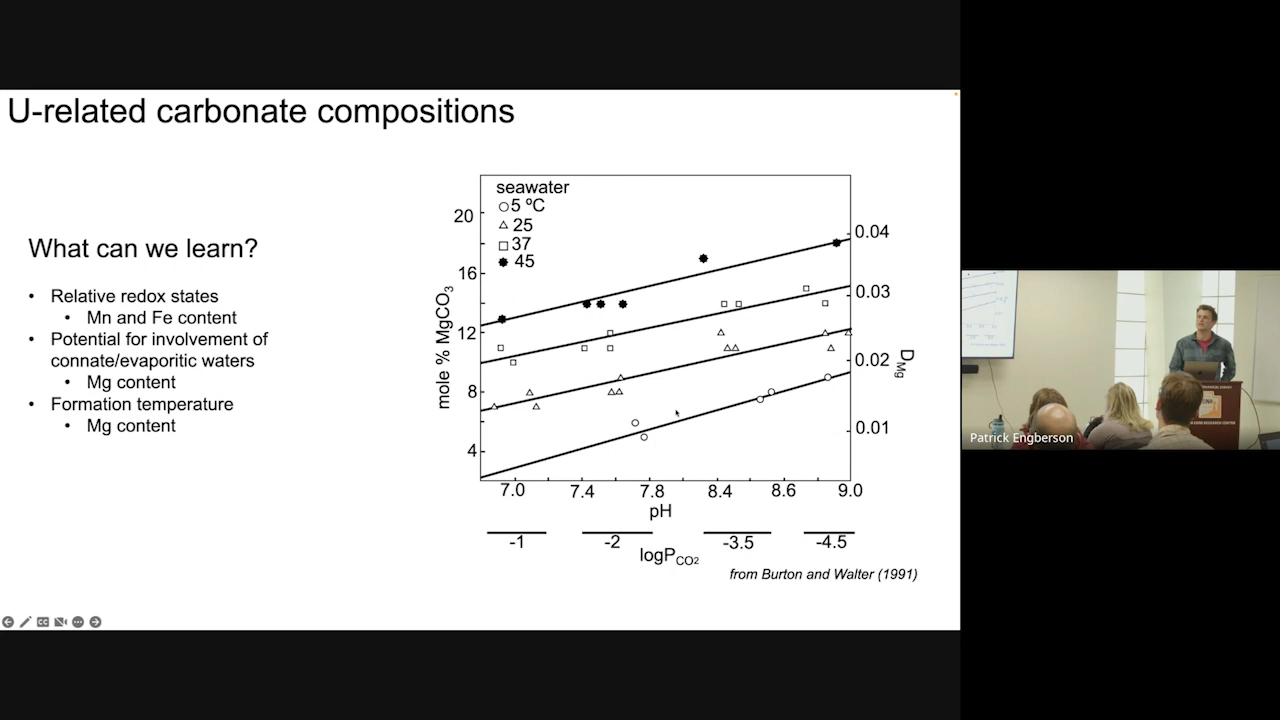 U-related carbonate compositions
What can we learn?
• Relative redox states
• Mn and Fe content
• Potential for involvement of
connate/evaporitic waters
• Mg content
• Formation temperature
• Mg content
seawater
5 ºC
25
37
45
20
16
12
8
4
mole % MgCO3
0.04
0.03
0.02
0.01
DMg
7.0 7.4 7.8 8.4 8.6 9.0
pH
-1 -2 -3.5 -4.5
logPCO2
from Burton and Walter (1991)
Patrick Engberson